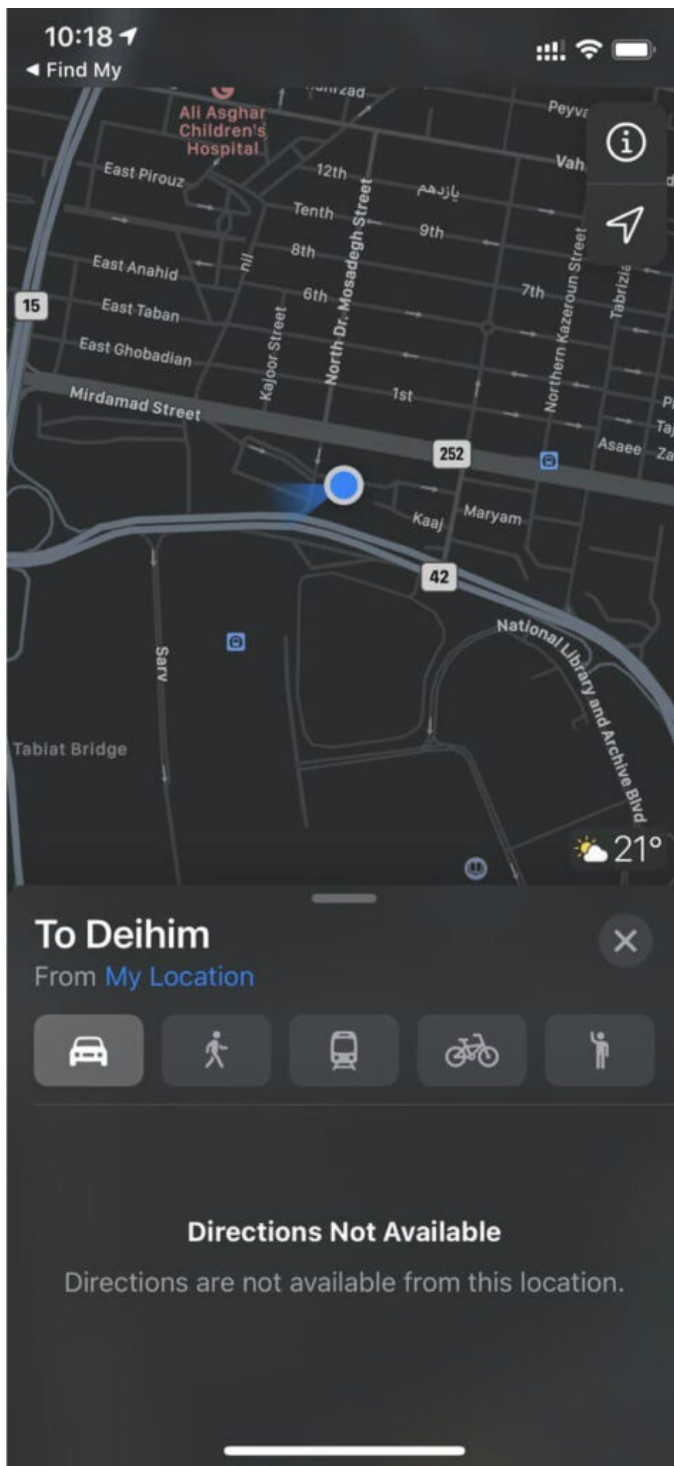 10:18
◀ Find My
Ali Asghar
Children's
Hospital
East Pirouz
12th
یازدهم
Tenth
9th
8th
East Anahid
nil
6th
7th
15
East Taban
North Dr. Mosadegh Street
Northern Kazeroun Street
East Ghobadian
Kajoor Street
1st
Mirdamad Street
252
Asaee
Kaaj
Maryam
42
National Library and Archive Blvd.
Sarv
Tabiat Bridge
21°
To Deihim
From My Location
Directions Not Available
Directions are not available from this location.